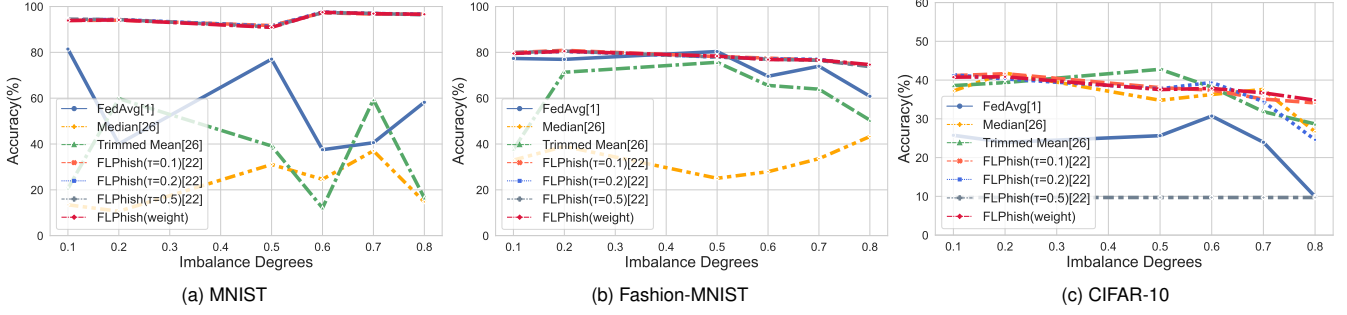 100
80
60
40
20
0
Accuracy(%)
FedAvg[1]
Median[26]
Trimmed Mean[26]
FLPhish(τ=0.1)[22]
FLPhish(τ=0.2)[22]
FLPhish(τ=0.5)[22]
FLPhish(weight)
0.1 0.2 0.3 0.4 0.5 0.6 0.7 0.8
Imbalance Degrees
(a) MNIST
100
80
60
40
20
0
Accuracy(%)
FedAvg[1]
Median[26]
Trimmed Mean[26]
FLPhish(τ=0.1)[22]
FLPhish(τ=0.2)[22]
FLPhish(τ=0.5)[22]
FLPhish(weight)
0.1 0.2 0.3 0.4 0.5 0.6 0.7 0.8
Imbalance Degrees
(b) Fashion-MNIST
60
50
40
30
20
10
0
Accuracy(%)
FedAvg[1]
Median[26]
Trimmed Mean[26]
FLPhish(τ=0.1)[22]
FLPhish(τ=0.2)[22]
FLPhish(τ=0.5)[22]
FLPhish(weight)
0.1 0.2 0.3 0.4 0.5 0.6 0.7 0.8
Imbalance Degrees
(c) CIFAR-10